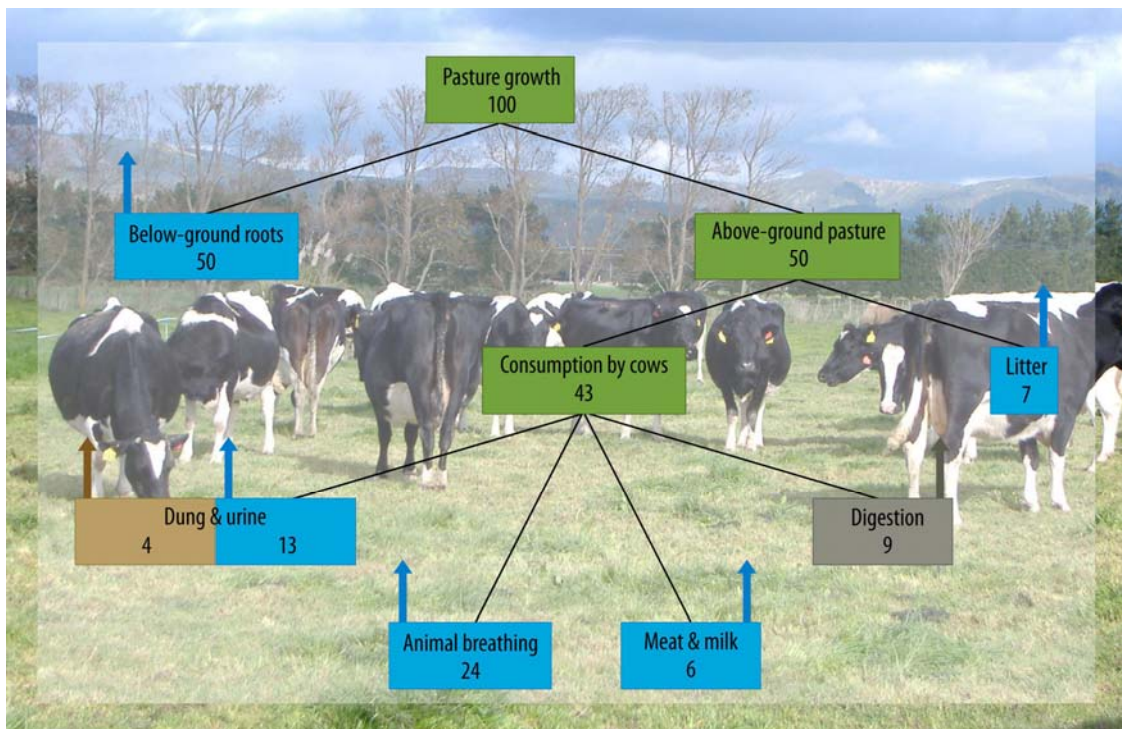 Pasture growth
100
Below-ground roots
50
Above-ground pasture
50
Consumption by cows
43
Litter
7
Dung & urine
4 13
Digestion
9
Animal breathing
24
Meat & milk
6